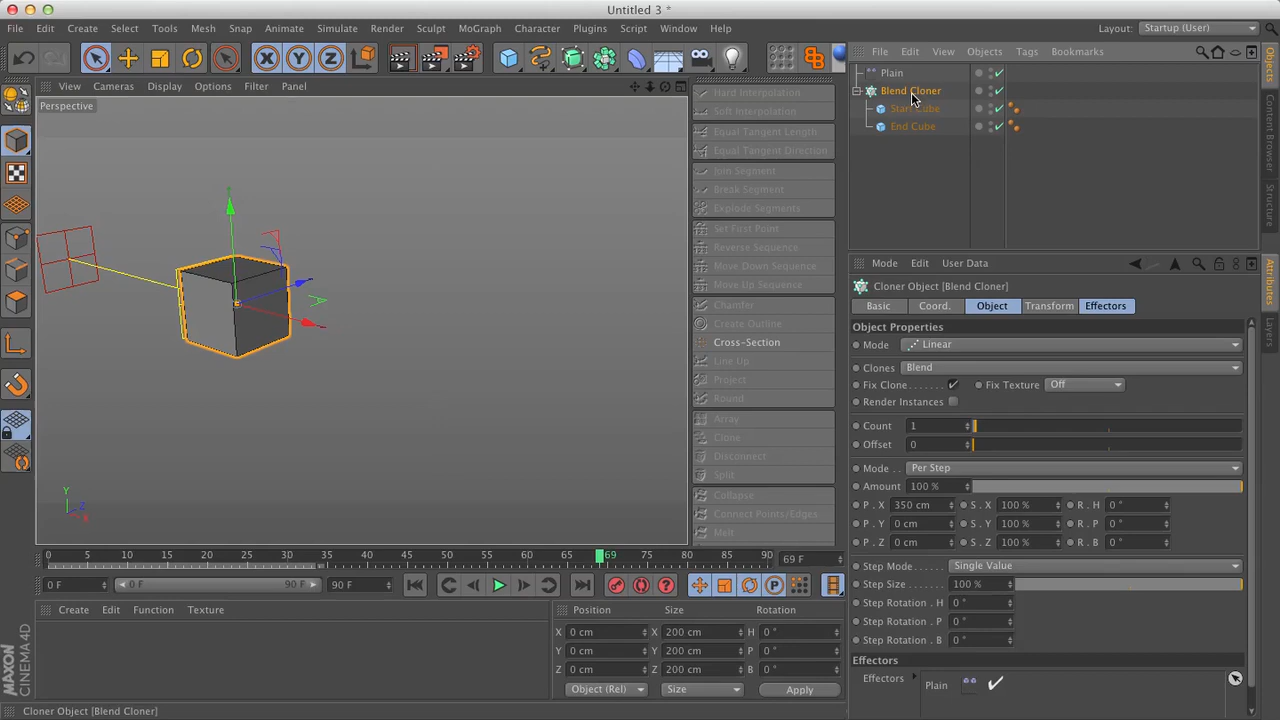 Untitled 3 *
File Edit Create Select Tools Snap Animate Simulate Render Sculpt MoGraph Character Plugins Script Window Help
Layout: Startup (User)
X Y Z
View Cameras Display Options Filter Panel
Perspective
Hard Interpolation
Soft Interpolation
Equal Tangent Length
Equal Tangent Direction
Join Segment
Break Segment
Explode Segments
Set First Point
Reverse Sequence
Move Down Sequence
Move Up Sequence
Chamfer
Create Outline
Cross-Section
Line Up
Project
Round
Array
Clone
Disconnect
Split
Collapse
Connect Points/Edges
Melt
Y
Z
X
File Edit View Objects Tags Bookmarks
Plain
Blend Cloner
Start Cube
End Cube
Objects
Content Browser
Structure
Attributes
Layers
Mode Edit User Data
Cloner Object [Blend Cloner]
Basic Coord. Object Transform Effectors
Object Properties
Mode Linear
Clones Blend
Fix Clone . . . . . . . Fix Texture Off
Render Instances
Count 1
Offset 0
Mode . . Per Step
Amount 100 %
P . X 350 cm S . X 100 % R . H 0 °
P . Y 0 cm S . Y 100 % R . P 0 °
P . Z 0 cm S . Z 100 % R . B 0 °
Step Mode . . . . . . Single Value
Step Size . . . . . . . 100 %
Step Rotation . H 0 °
Step Rotation . P 0 °
Step Rotation . B 0 °
Effectors
Effectors Plain
0 5 10 15 20 25 30 35 40 45 50 55 60 65 69 75 80 85 90 69 F
0 F 0 F 90 F 90 F
P
Create Edit Function Texture
Position Size Rotation
X 0 cm X 200 cm H 0 °
Y 0 cm Y 200 cm P 0 °
Z 0 cm Z 200 cm B 0 °
Object (Rel) Size Apply
MAXON
CINEMA 4D
Cloner Object [Blend Cloner]